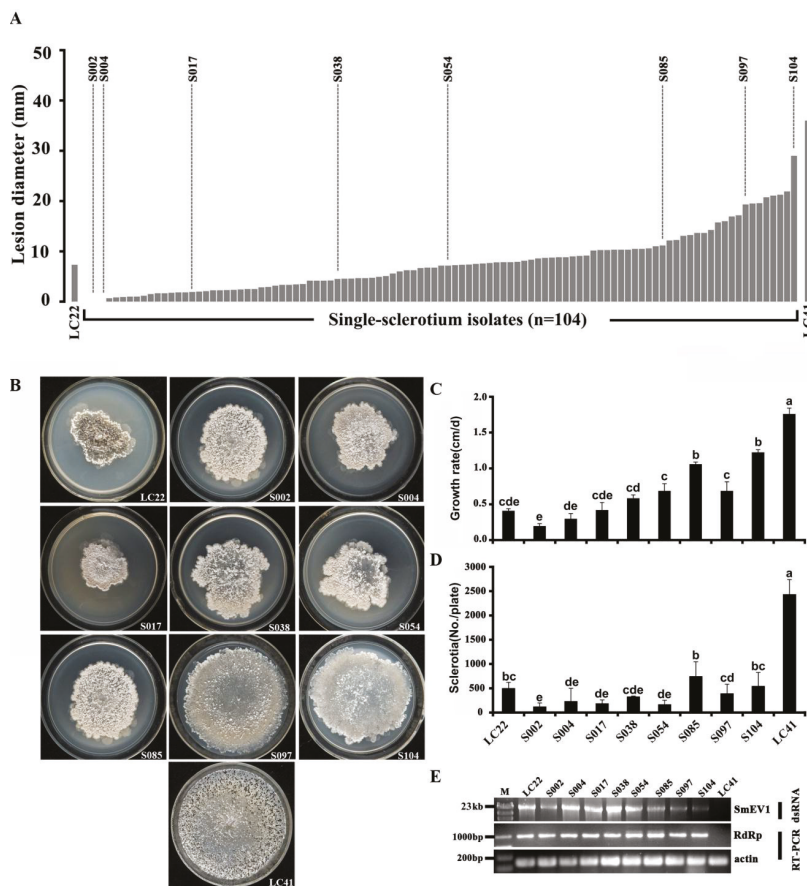 A
Lesion diameter (mm)
50
40
30
20
10
0
S002
S004
S017
S038
S054
S085
S097
S104
LC22
Single-sclerotium isolates (n=104)
LC41
B
LC22
S002
S004
S017
S038
S054
S085
S097
S104
LC41
C
Growth rate(cm/d)
2.0
1.5
1.0
0.5
0.0
cde
e
de
cde
cd
c
b
c
b
a
D
Sclerotia(No./plate)
3000
2500
2000
1500
1000
500
0
bc
e
de
de
cde
de
b
cd
bc
a
LC22
S002
S004
S017
S038
S054
S085
S097
S104
LC41
E
M
LC22
S002
S004
S017
S038
S054
S085
S097
S104
LC41
23kb
SmEV1
dsRNA
1000bp
RdRp
200bp
actin
RT-PCR